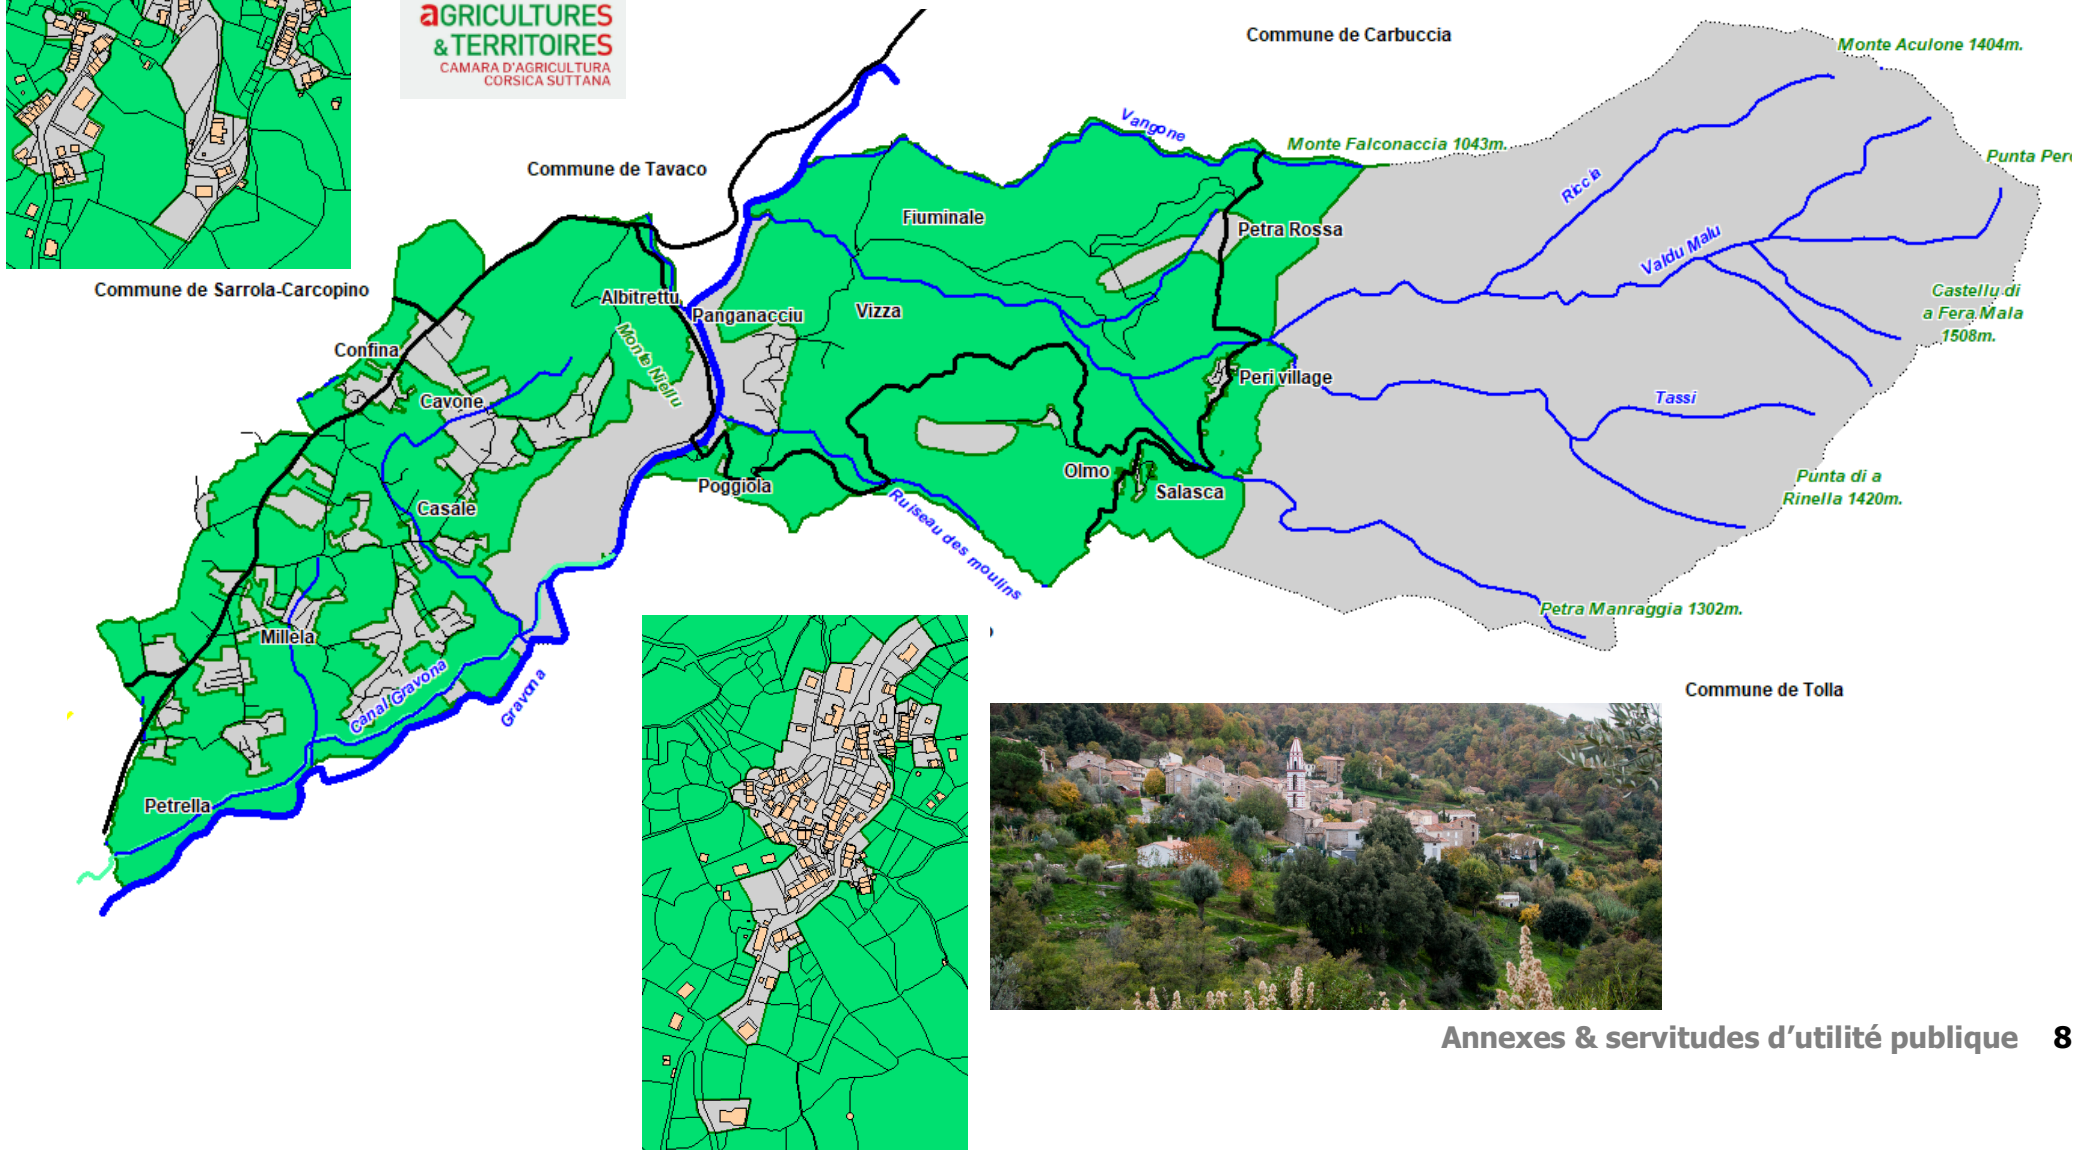 aGRICULTURES
& TERRITOIRES
CAMARA D'AGRICULTURA
CORSICA SUTTANA
Commune de Carbuccia
Monte Aculone 1404m.
Vangone
Monte Falconaccia 1043m.
Commune de Tavaco
Riccia
Fiuminale
Petra Rossa
Valdu Malu
Commune de Sarrola-Carcopino
Albitrettu
Panganacciu
Vizza
Castellu di
a Fera Mala
1508m.
Monte Niellu
Confina
Peri village
Cavone
Tassi
Casale
Poggiola
Olmo
Salasca
Punta di a
Rinella 1420m.
Ruiseau des moulins
Millela
Petra Manraggia 1302m.
Canal Gravona
Gravona
Commune de Tolla
Petrella
Annexes & servitudes d'utilité publique 8